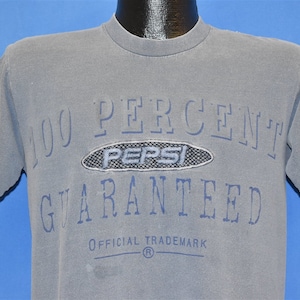 100 PERCENT
PEPSI
GUARANTEED
OFFICIAL TRADEMARK
®